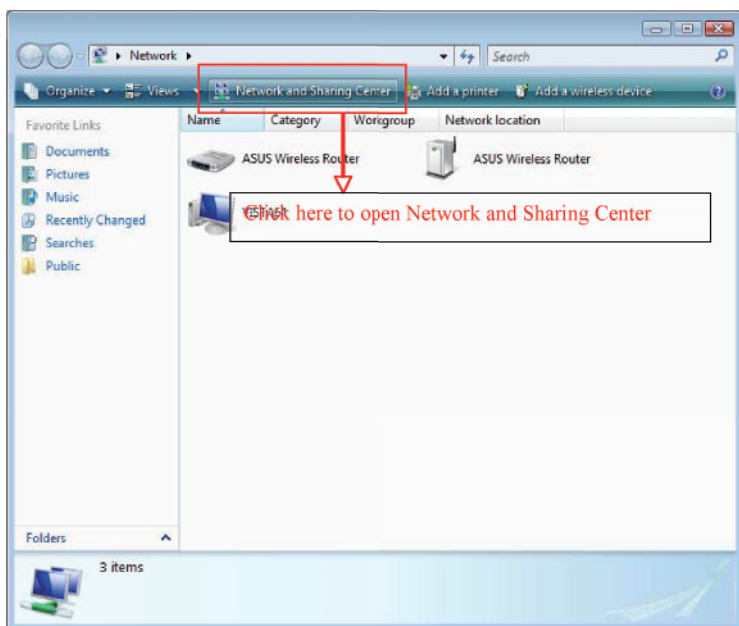 Network
Search
Organize Views Network and Sharing Center Add a printer Add a wireless device
Favorite Links
Documents
Pictures
Music
Recently Changed
Searches
Public
Folders
Name Category Workgroup Network location
ASUS Wireless Router ASUS Wireless Router
Click here to open Network and Sharing Center
3 items